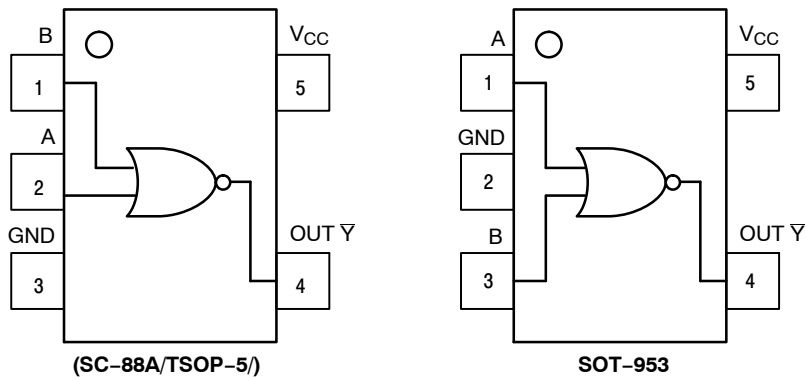 B
VCC
1
5
A
2
GND
OUT Y̅
3
4
(SC–88A/TSOP–5/)
A
VCC
1
5
GND
2
B
OUT Y̅
3
4
SOT–953